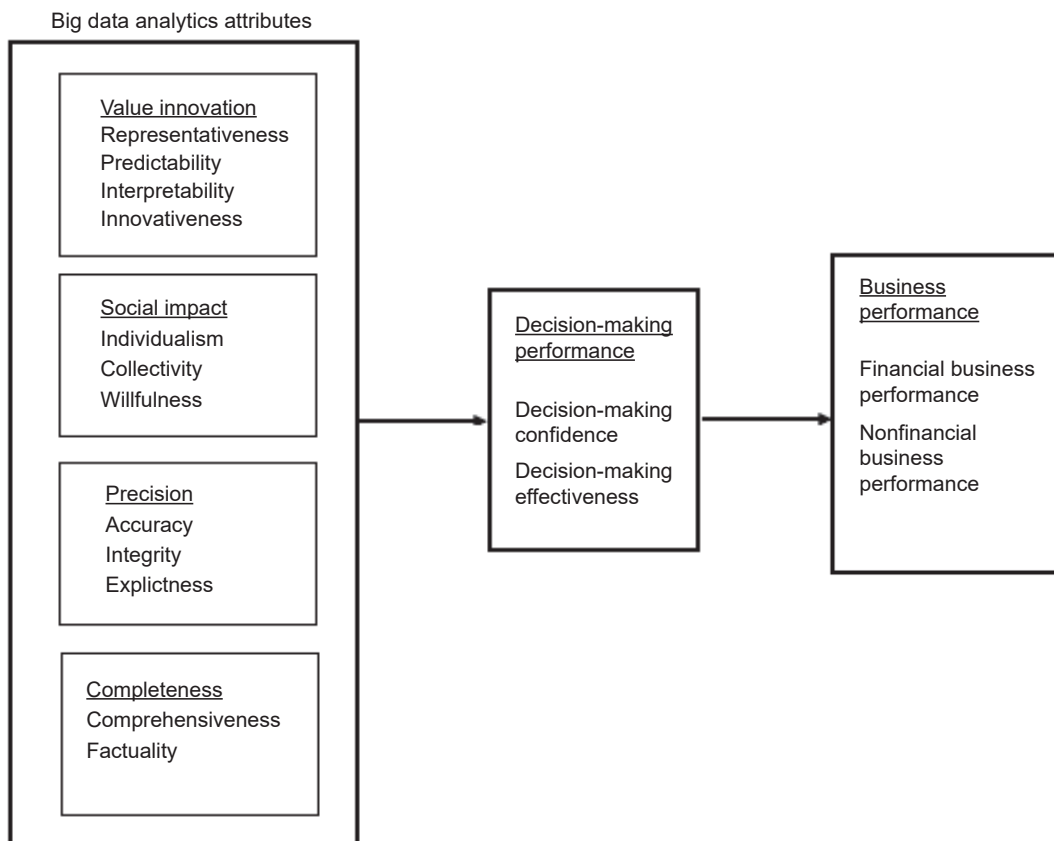 Big data analytics attributes
Value innovation
Representativeness
Predictability
Interpretability
Innovativeness
Social impact
Individualism
Collectivity
Willfulness
Precision
Accuracy
Integrity
Explictness
Completeness
Comprehensiveness
Factuality
Decision-making
performance
Decision-making
confidence
Decision-making
effectiveness
Business
performance
Financial business
performance
Nonfinancial
business
performance